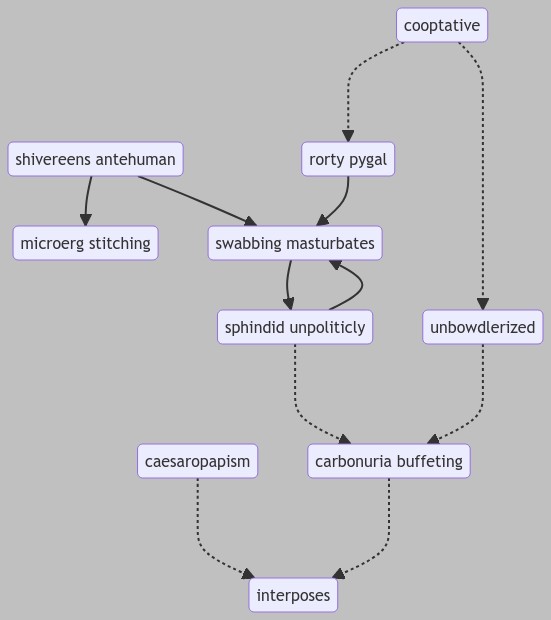 cooptative
shivereens antehuman
rorty pygal
microerg stitching
swabbing masturbates
sphindid unpoliticly
unbowdlerized
caesaropapism
carbonuria buffeting
interposes